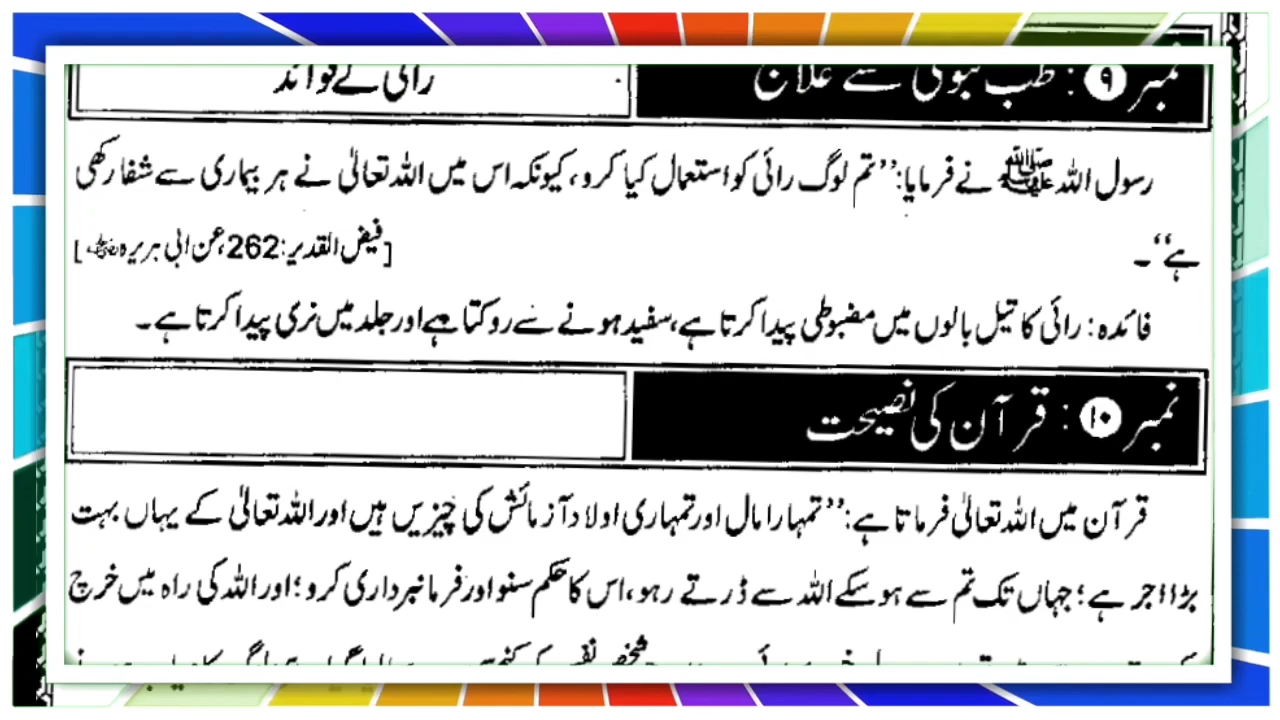 نمبر ۹ : طب نبوی سے علاج
رائی کے فوائد
رسول اللہ ﷺ نے فرمایا: ’’تم لوگ رائی کو استعمال کیا کرو، کیونکہ اس میں اللہ تعالیٰ نے ہر بیماری سے شفا رکھی
ہے‘‘۔ [فیض القدیر: 262، عن ابی ہریرہ رضی اللہ عنہ]
فائدہ: رائی کا تیل بالوں میں مضبوطی پیدا کرتا ہے، سفید ہونے سے روکتا ہے اور جلد میں نرمی پیدا کرتا ہے۔
نمبر ۱۰ : قرآن کی نصیحت
قرآن میں اللہ تعالیٰ فرماتا ہے: ’’تمہارا مال اور تمہاری اولاد آزمائش کی چیزیں ہیں اور اللہ تعالیٰ کے یہاں بہت
بڑا اجر ہے؛ جہاں تک تم سے ہو سکے اللہ سے ڈرتے رہو، اس کا حکم سنو اور فرمانبرداری کرو؛ اور اللہ کی راہ میں خرچ